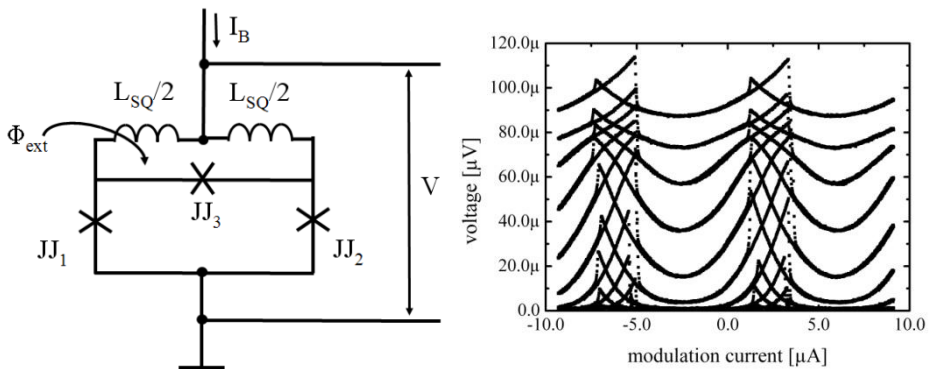 I_B
L_SQ/2 L_SQ/2
Φ_ext
V
JJ_3
JJ_1 JJ_2
120.0µ
100.0µ
80.0µ
60.0µ
40.0µ
20.0µ
0.0
voltage [µV]
-10.0 -5.0 0.0 5.0 10.0
modulation current [µA]